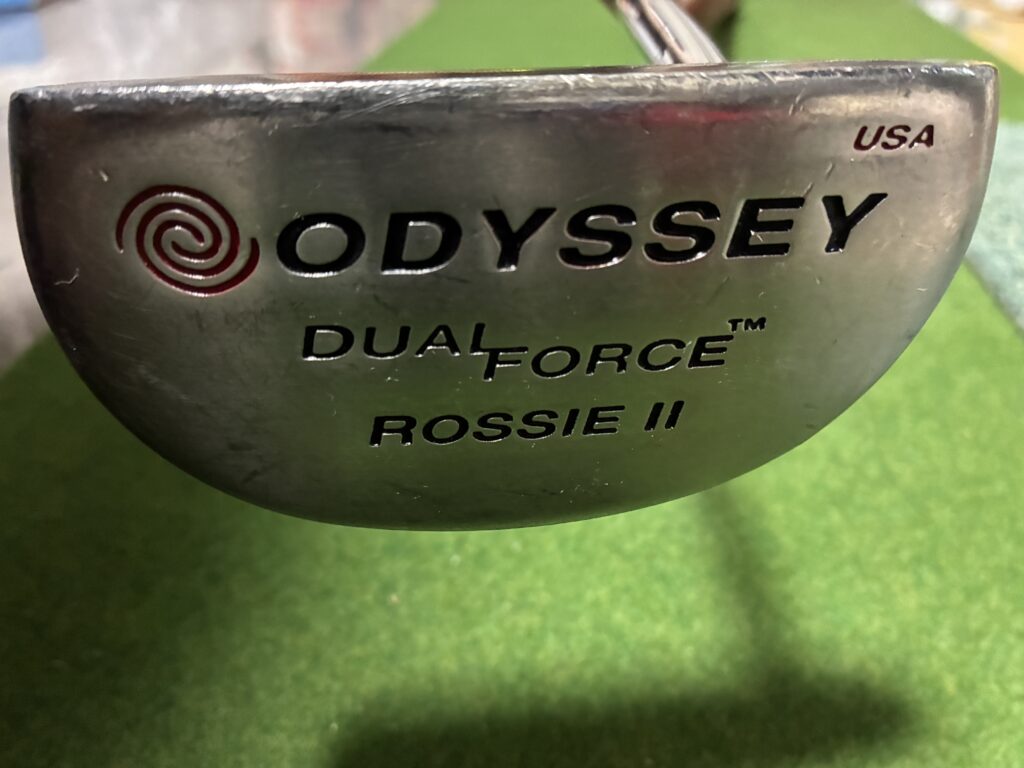 USA
ODYSSEY
DUAL FORCE™
ROSSIE II